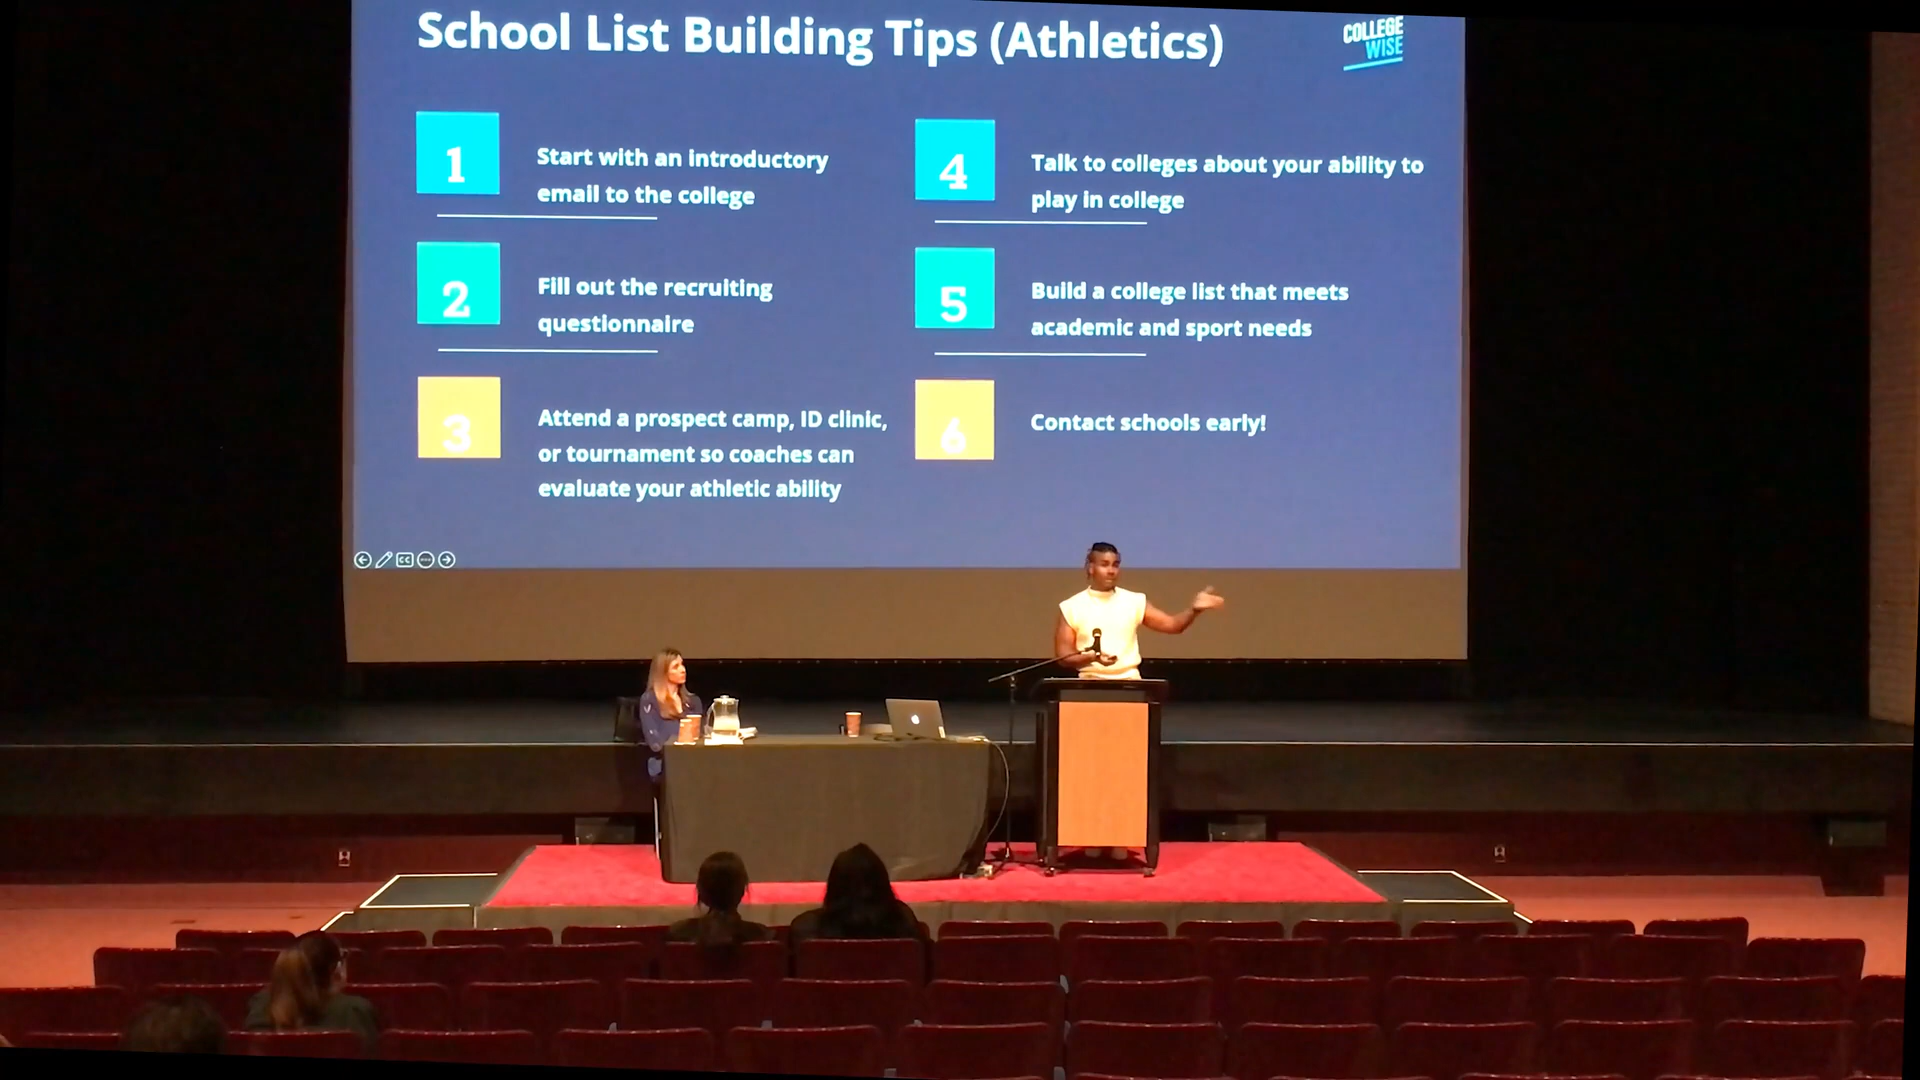 School List Building Tips (Athletics)
COLLEGE
WISE
1
Start with an introductory
email to the college
2
Fill out the recruiting
questionnaire
3
Attend a prospect camp, ID clinic,
or tournament so coaches can
evaluate your athletic ability
4
Talk to colleges about your ability to
play in college
5
Build a college list that meets
academic and sport needs
6
Contact schools early!
CC